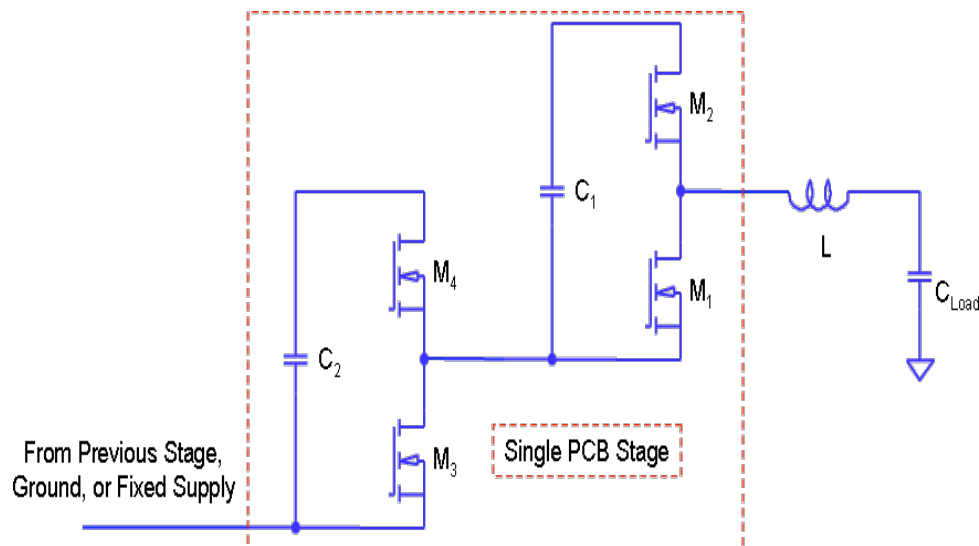 M2
C1
M1
L
CLoad
M4
C2
M3
From Previous Stage,
Ground, or Fixed Supply
Single PCB Stage